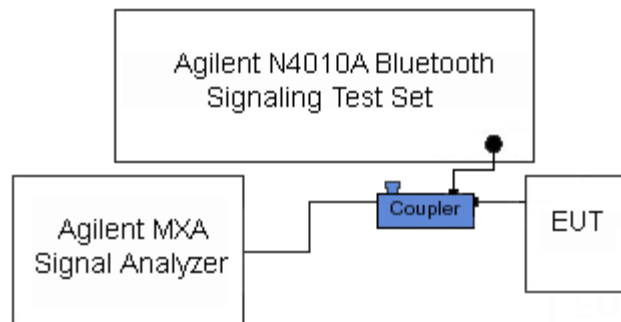 Agilent N4010A Bluetooth
Signaling Test Set
Coupler
EUT
Agilent MXA
Signal Analyzer